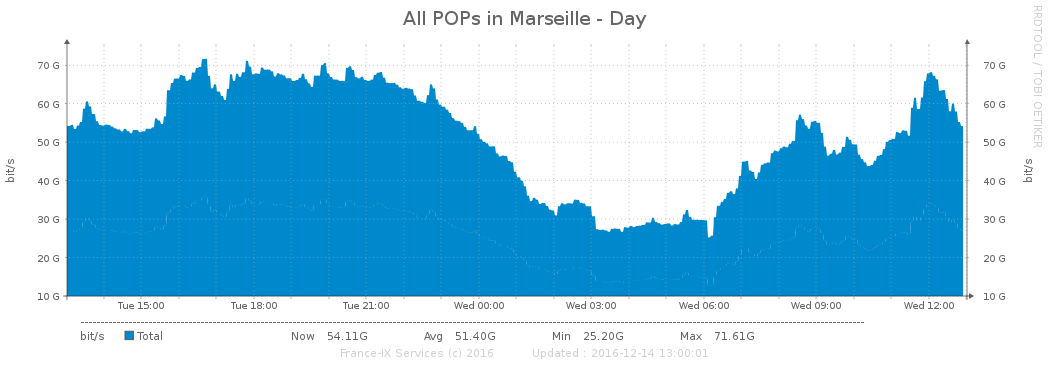 All POPs in Marseille - Day
RRDTOOL / TOBI OETIKER
bit/s
70 G
60 G
50 G
40 G
30 G
20 G
10 G
70 G
60 G
50 G
40 G
30 G
20 G
10 G
bit/s
Tue 15:00 Tue 18:00 Tue 21:00 Wed 00:00 Wed 03:00 Wed 06:00 Wed 09:00 Wed 12:00
bit/s Total Now 54.11G Avg 51.40G Min 25.20G Max 71.61G
France-IX Services (c) 2016 Updated : 2016-12-14 13:00:01